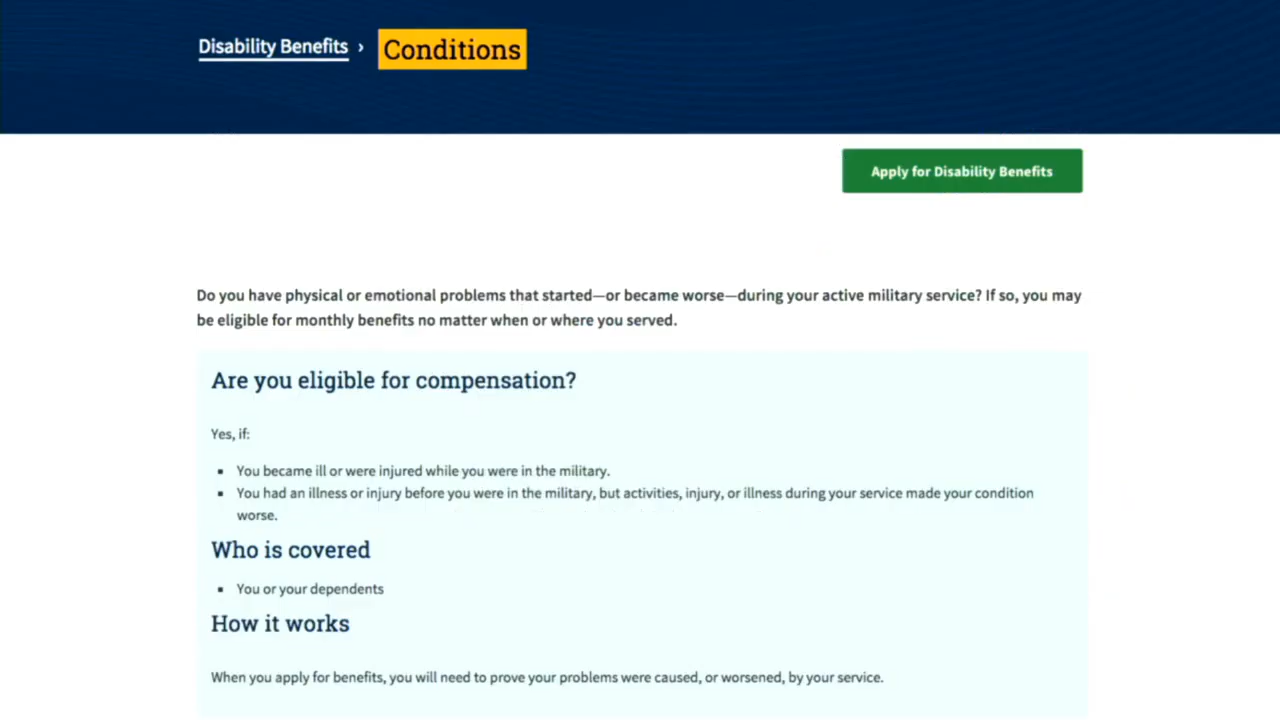 Disability Benefits › Conditions
Apply for Disability Benefits
Do you have physical or emotional problems that started—or became worse—during your active military service? If so, you may
be eligible for monthly benefits no matter when or where you served.
Are you eligible for compensation?
Yes, if:
▪ You became ill or were injured while you were in the military.
▪ You had an illness or injury before you were in the military, but activities, injury, or illness during your service made your condition
worse.
Who is covered
▪ You or your dependents
How it works
When you apply for benefits, you will need to prove your problems were caused, or worsened, by your service.